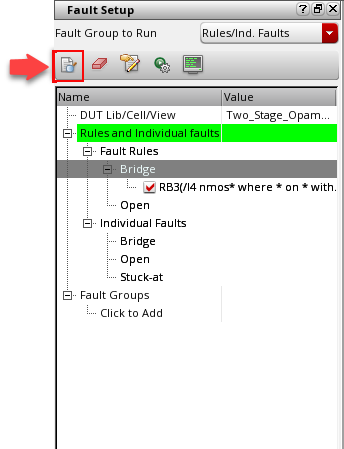 Fault Setup
Fault Group to Run Rules/Ind. Faults
Name Value
DUT Lib/Cell/View Two_Stage_Opam...
Rules and Individual faults
Fault Rules
Bridge
RB3(/I4 nmos* where * on * with.
Open
Individual Faults
Bridge
Open
Stuck-at
Fault Groups
Click to Add